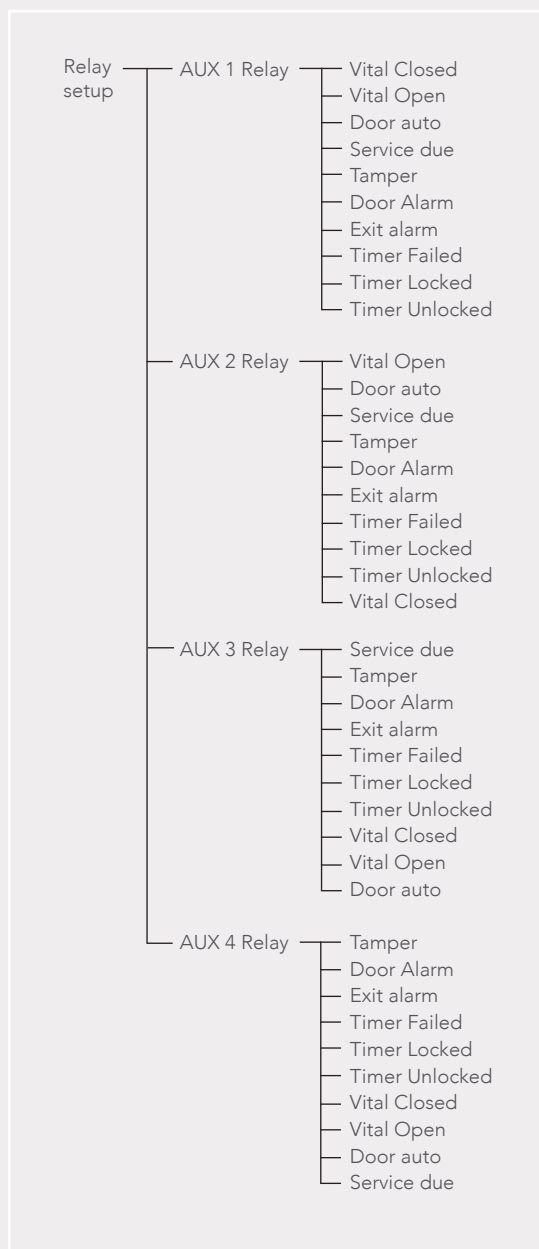 Relay setup
AUX 1 Relay
Vital Closed
Vital Open
Door auto
Service due
Tamper
Door Alarm
Exit alarm
Timer Failed
Timer Locked
Timer Unlocked
AUX 2 Relay
Vital Open
Door auto
Service due
Tamper
Door Alarm
Exit alarm
Timer Failed
Timer Locked
Timer Unlocked
Vital Closed
AUX 3 Relay
Service due
Tamper
Door Alarm
Exit alarm
Timer Failed
Timer Locked
Timer Unlocked
Vital Closed
Vital Open
Door auto
AUX 4 Relay
Tamper
Door Alarm
Exit alarm
Timer Failed
Timer Locked
Timer Unlocked
Vital Closed
Vital Open
Door auto
Service due